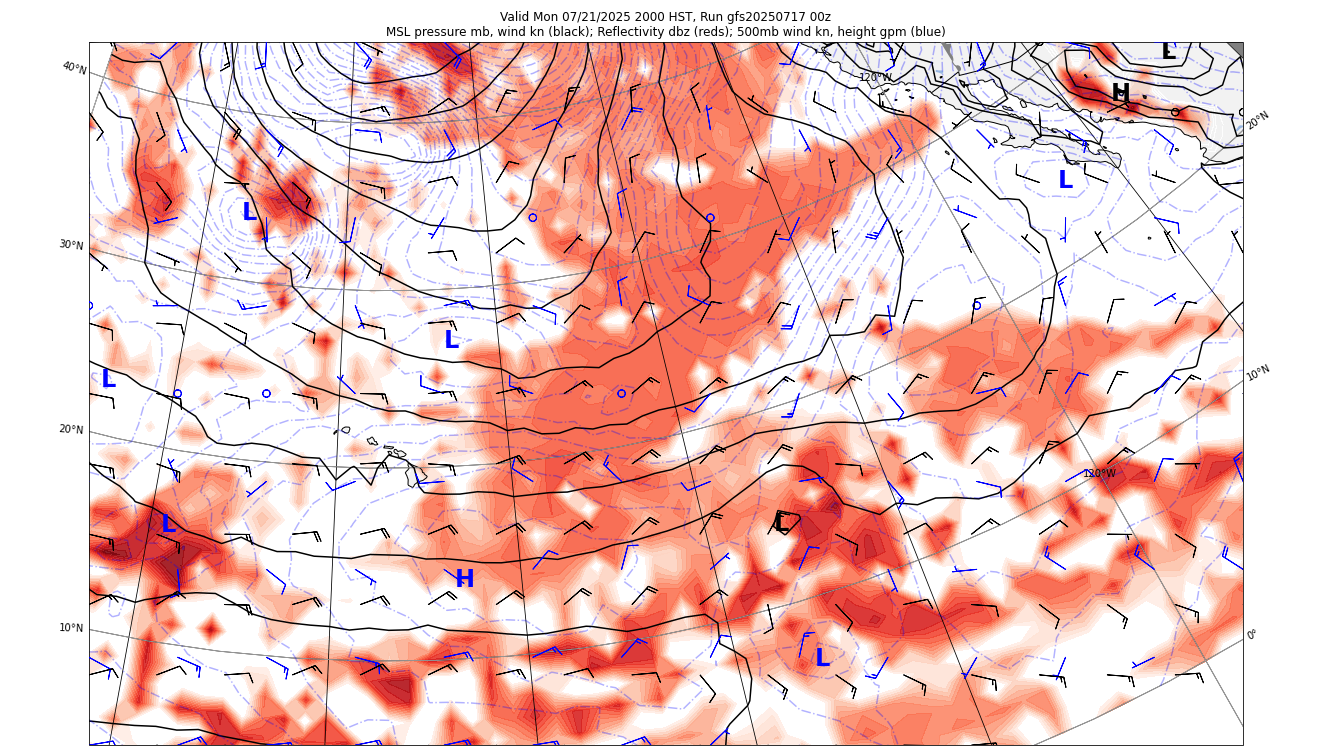 Valid Mon 07/21/2025 2000 HST, Run gfs20250717 00z
MSL pressure mb, wind kn (black); Reflectivity dbz (reds); 500mb wind kn, height gpm (blue)
L
40°N
120°W
H
20°N
L
L
30°N
L
L
10°N
20°N
120°W
L
L
H
10°N
0°
L